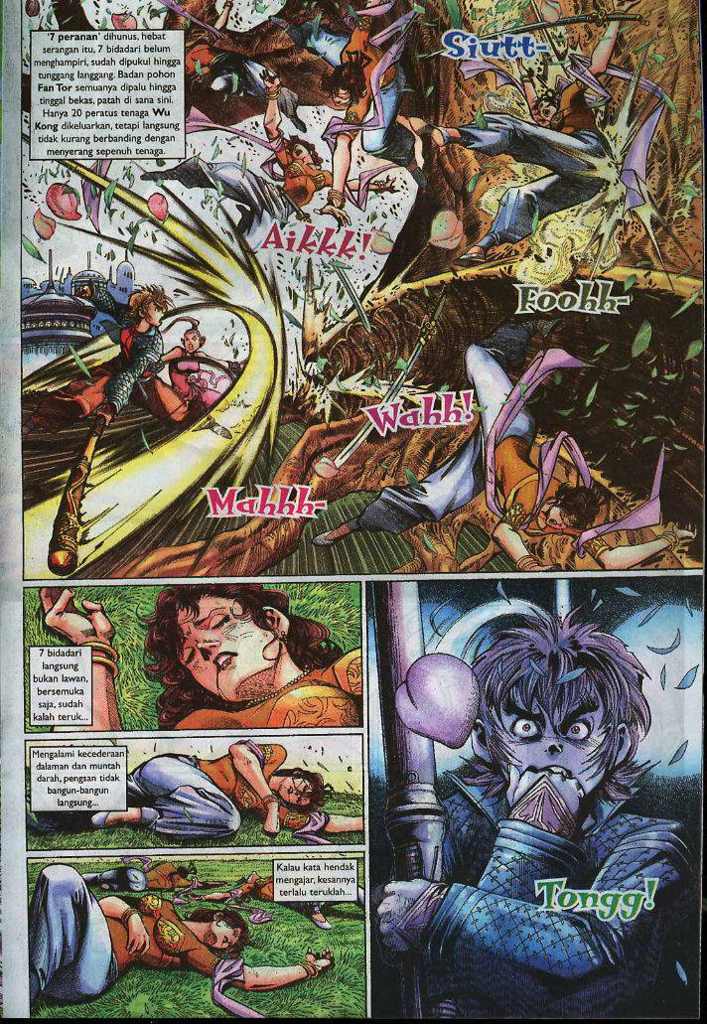 '7 peranan' dihunus, hebat
serangan itu, 7 bidadari belum
menghampiri, sudah dipukul hingga
tunggang langgang. Badan pohon
Fan Tor semuanya dipalu hingga
tinggal bekas, patah di sana sini.
Hanya 20 peratus tenaga Wu
Kong dikeluarkan, tetapi langsung
tidak kurang berbanding dengan
menyerang sepenuh tenaga.
Siutt-
Aikkk!
Foohh-
Wahh!
Mahhh-
7 bidadari
langsung
bukan lawan,
bersemuka
saja, sudah
kalah teruk...
Mengalami kecederaan
dalaman dan muntah
darah, pengsan tidak
bangun-bangun
langsung...
Kalau kata hendak
mengajar, kesannya
terlalu teruklah...
Tongg!